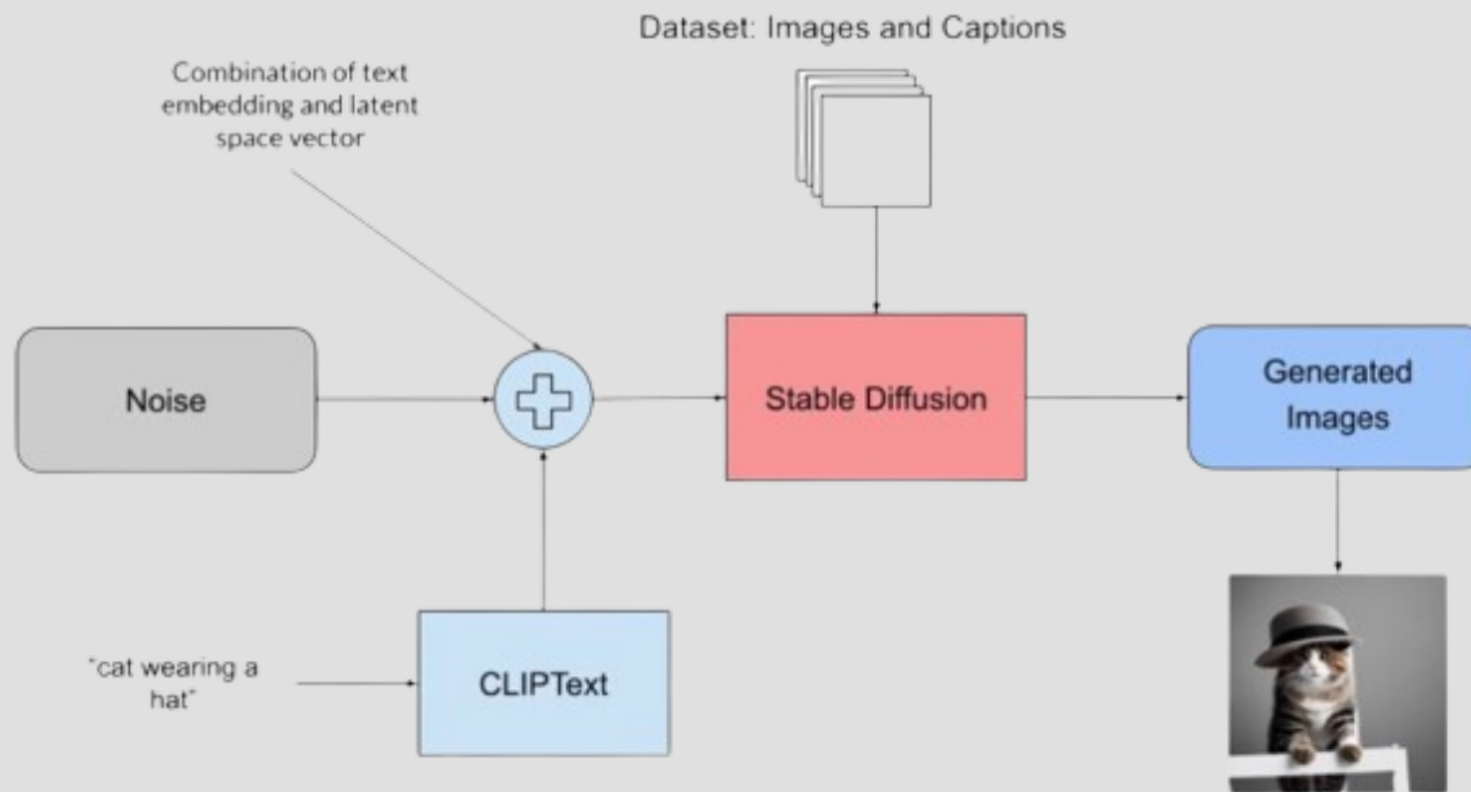 Dataset: Images and Captions
Combination of text
embedding and latent
space vector
Noise
Stable Diffusion
Generated
Images
"cat wearing a
hat"
CLIPText